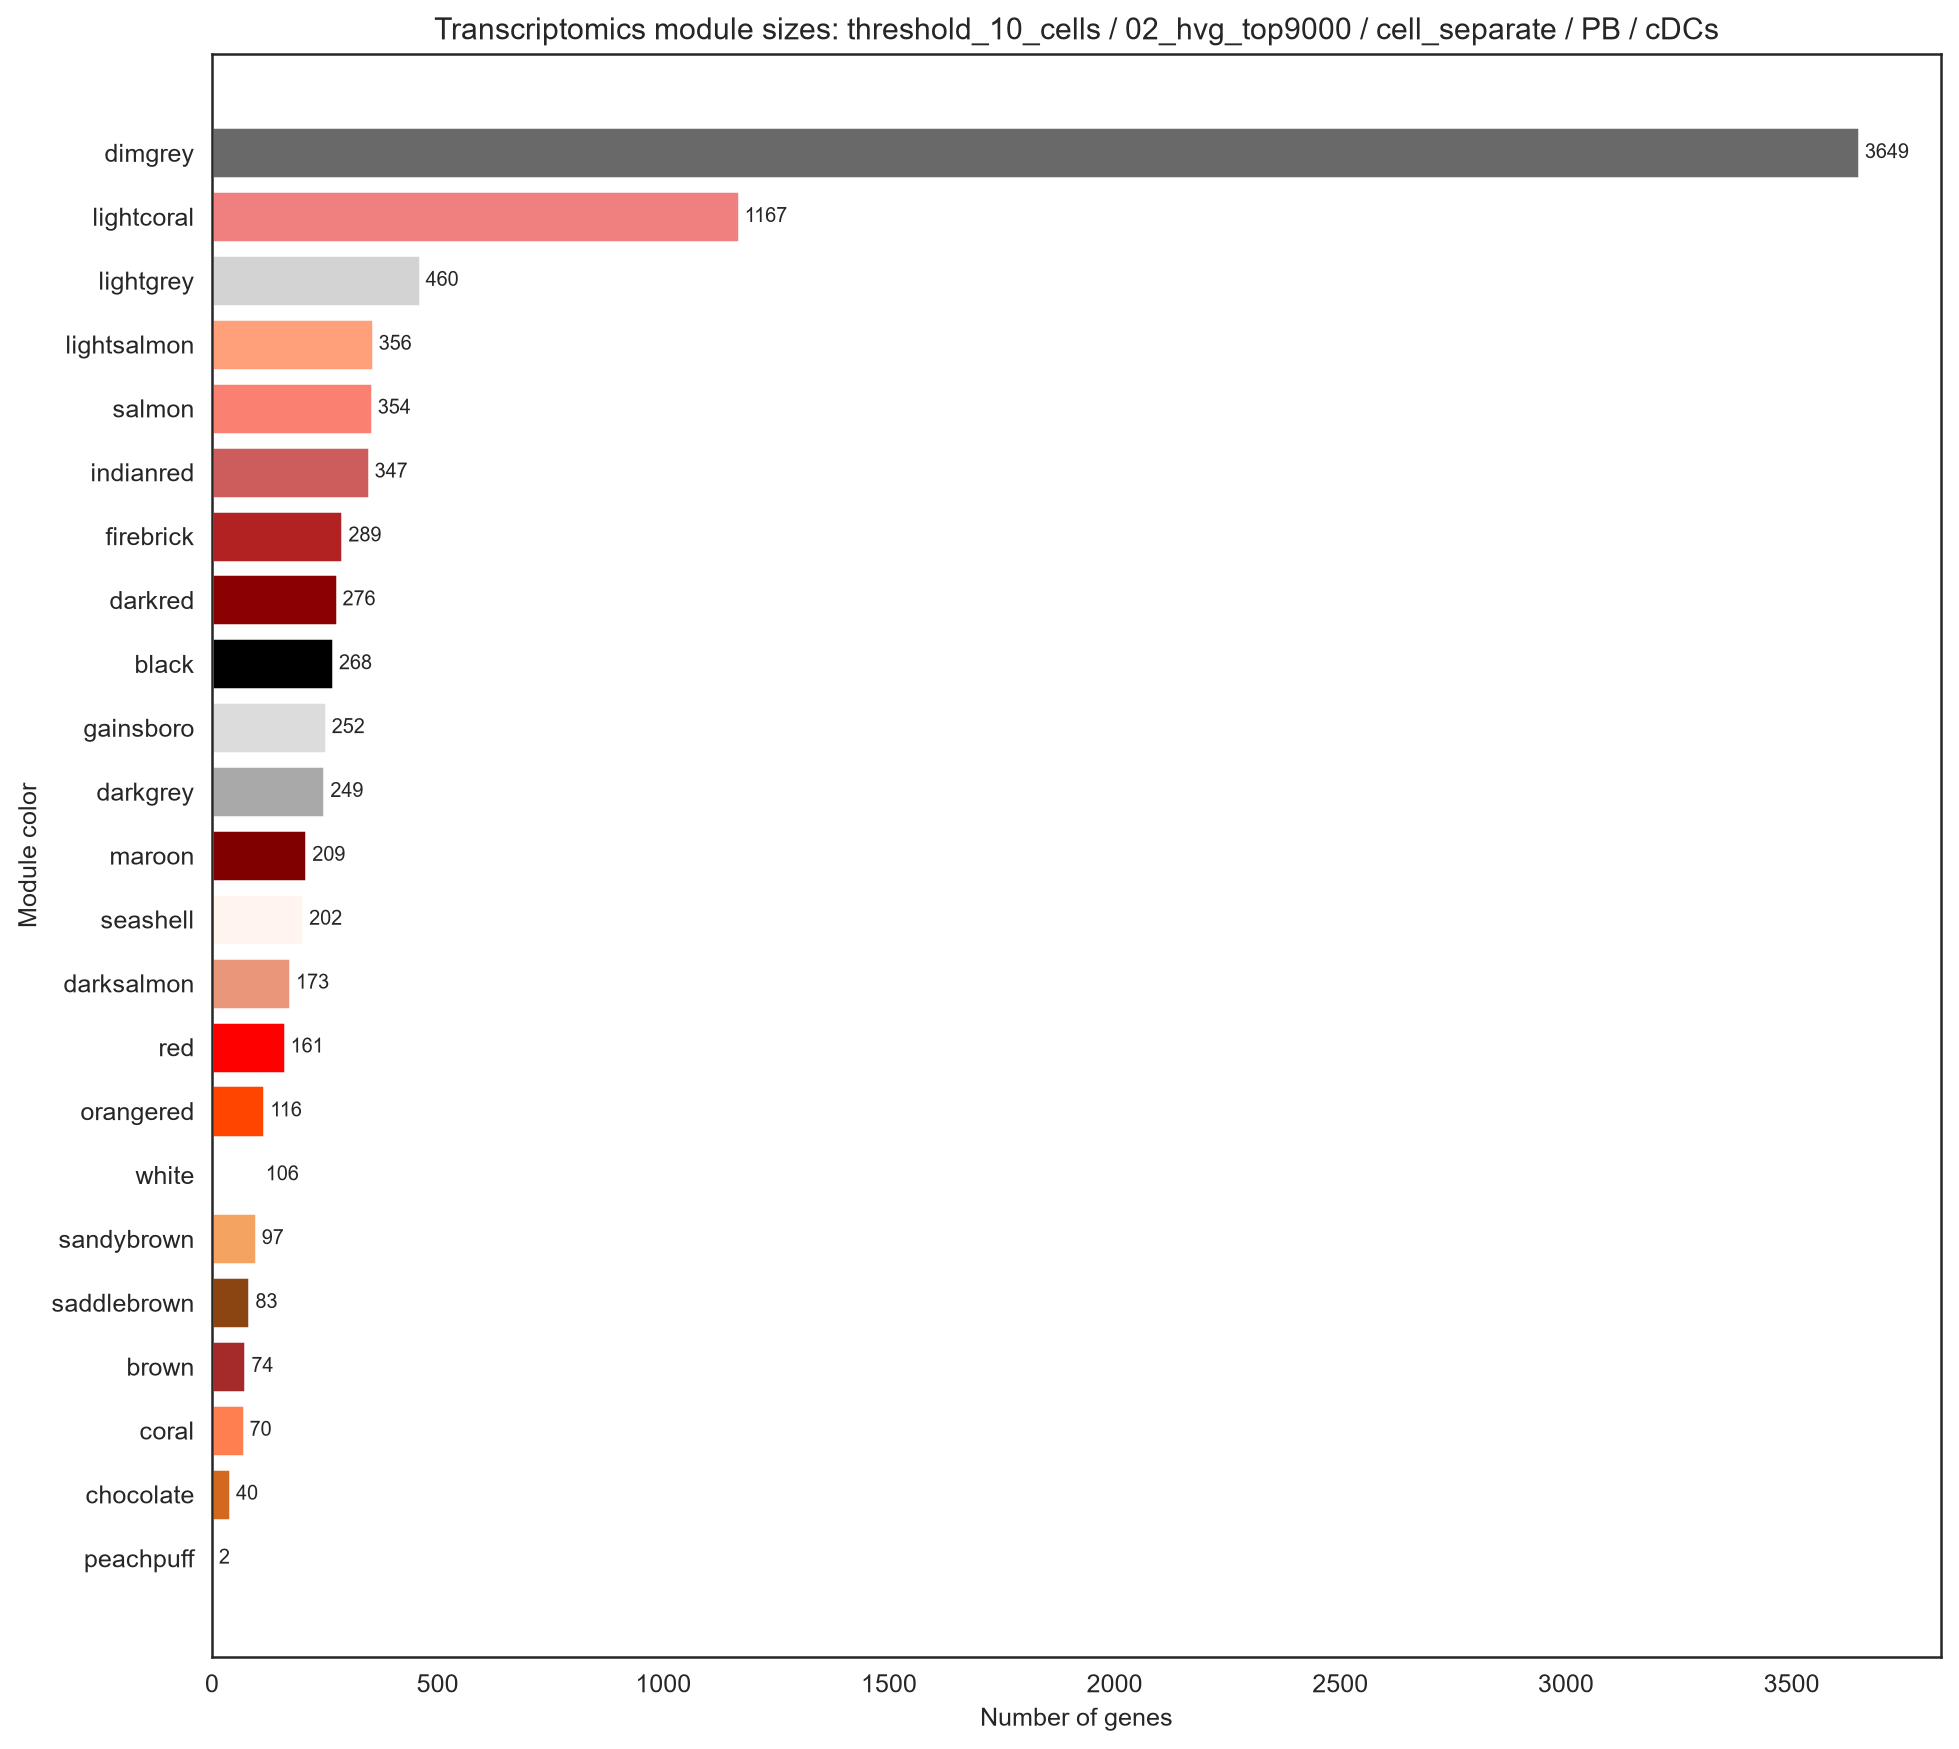 Transcriptomics module sizes: threshold_10_cells / 02_hvg_top9000 / cell_separate / PB / cDCs
Module color
dimgrey 3649
lightcoral 1167
lightgrey 460
lightsalmon 356
salmon 354
indianred 347
firebrick 289
darkred 276
black 268
gainsboro 252
darkgrey 249
maroon 209
seashell 202
darksalmon 173
red 161
orangered 116
white 106
sandybrown 97
saddlebrown 83
brown 74
coral 70
chocolate 40
peachpuff 2
0 500 1000 1500 2000 2500 3000 3500
Number of genes